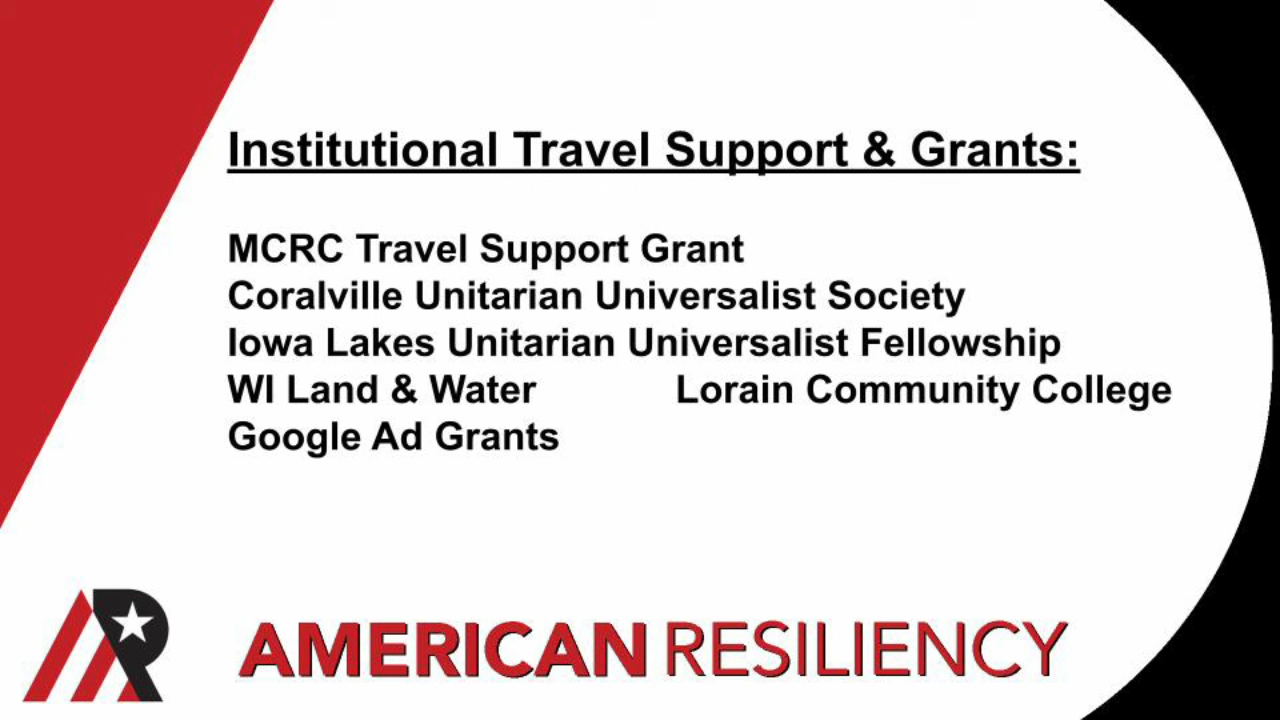 Institutional Travel Support & Grants:
MCRC Travel Support Grant
Coralville Unitarian Universalist Society
Iowa Lakes Unitarian Universalist Fellowship
WI Land & Water Lorain Community College
Google Ad Grants
AR AMERICAN RESILIENCY